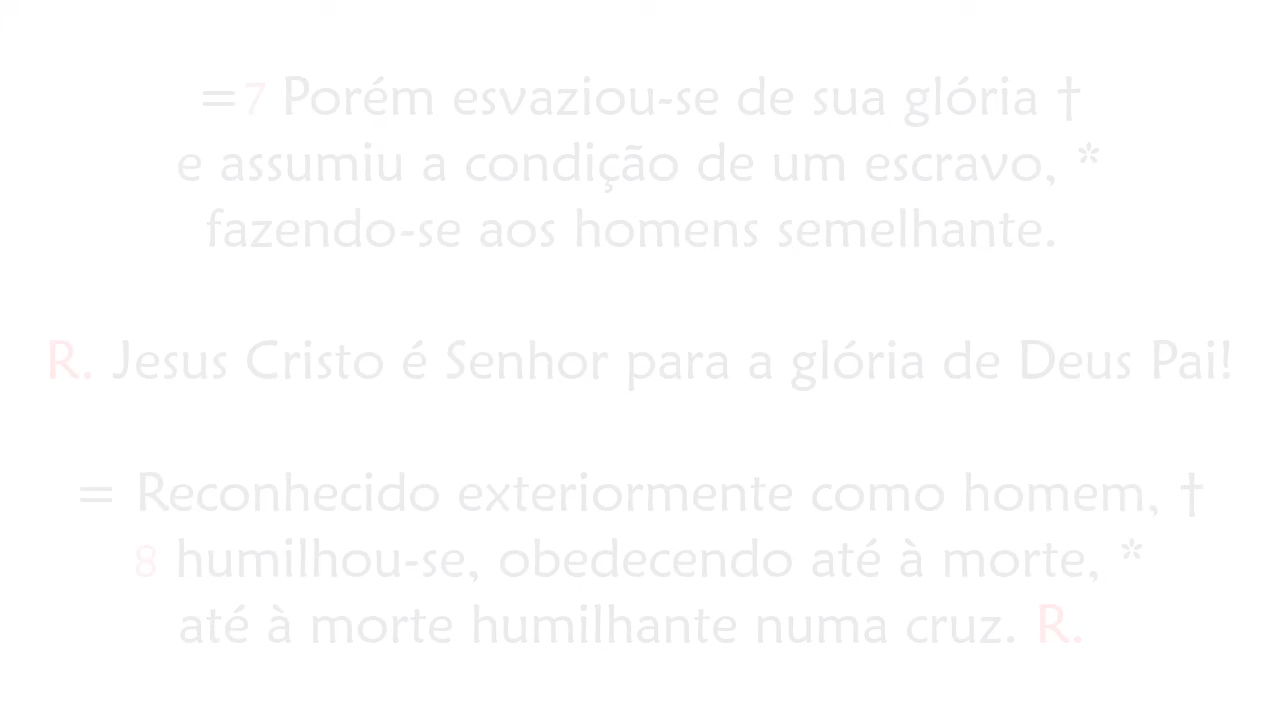 =7 Porém esvaziou-se de sua glória †
e assumiu a condição de um escravo, *
fazendo-se aos homens semelhante.
R. Jesus Cristo é Senhor para a glória de Deus Pai!
= Reconhecido exteriormente como homem, †
8 humilhou-se, obedecendo até à morte, *
até à morte humilhante numa cruz. R.